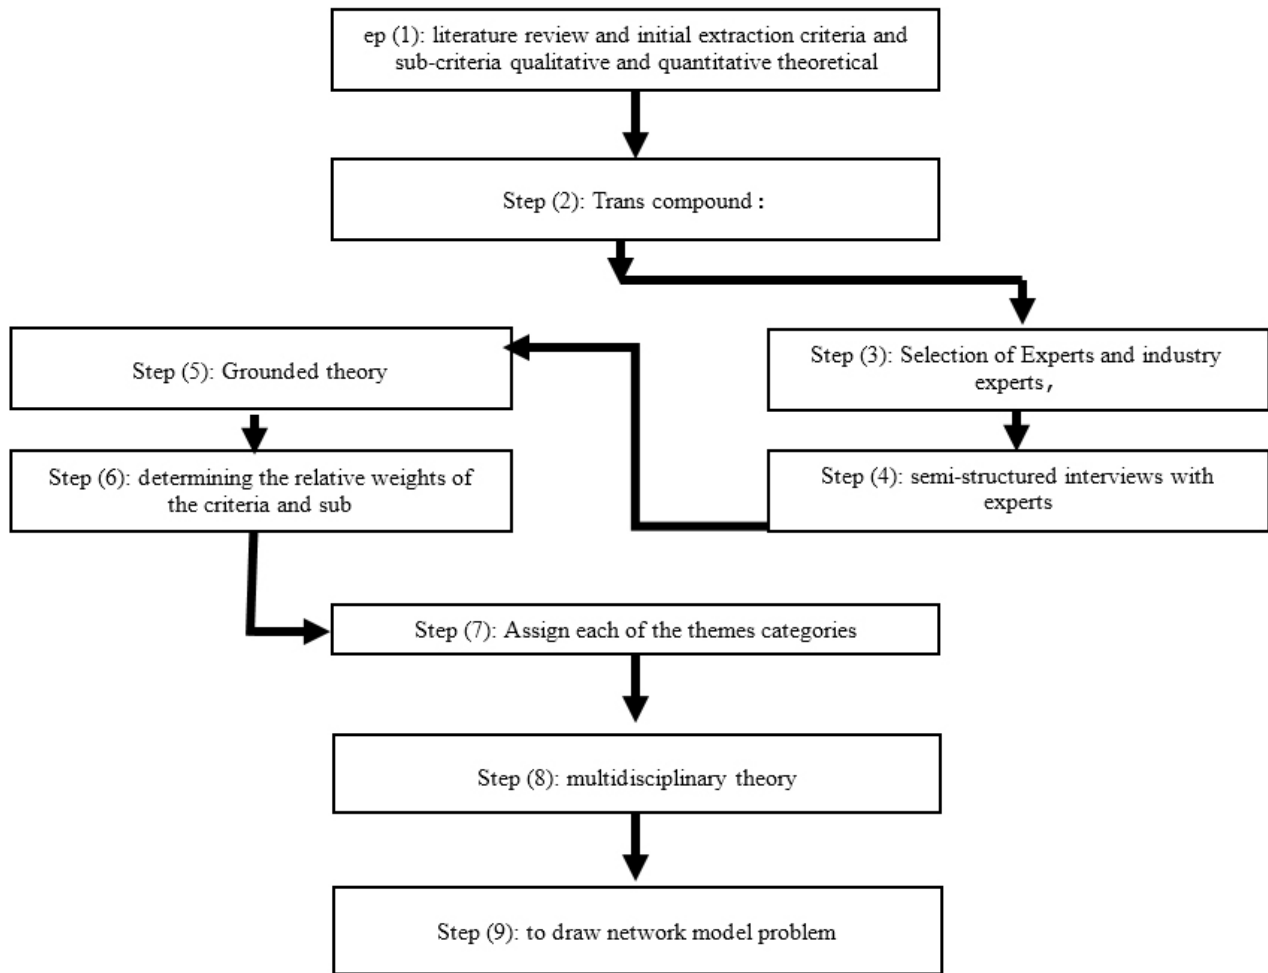 ep (1): literature review and initial extraction criteria and
sub-criteria qualitative and quantitative theoretical
Step (2): Trans compound :
Step (3): Selection of Experts and industry
experts,
Step (4): semi-structured interviews with
experts
Step (5): Grounded theory
Step (6): determining the relative weights of
the criteria and sub
Step (7): Assign each of the themes categories
Step (8): multidisciplinary theory
Step (9): to draw network model problem